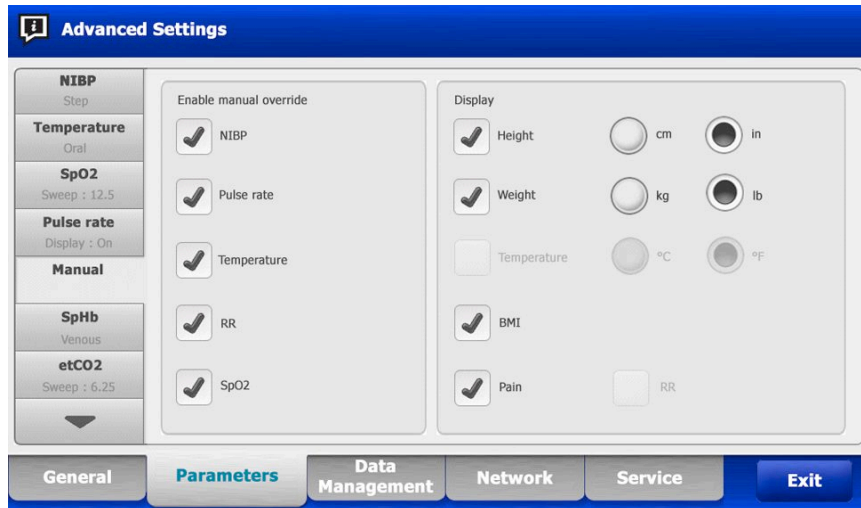 Advanced Settings
NIBP
Step
Temperature
Oral
SpO2
Sweep : 12.5
Pulse rate
Display : On
Manual
SpHb
Venous
etCO2
Sweep : 6.25
Enable manual override
NIBP
Pulse rate
Temperature
RR
SpO2
Display
Height cm in
Weight kg lb
Temperature °C °F
BMI
Pain RR
General Parameters Data Management Network Service Exit